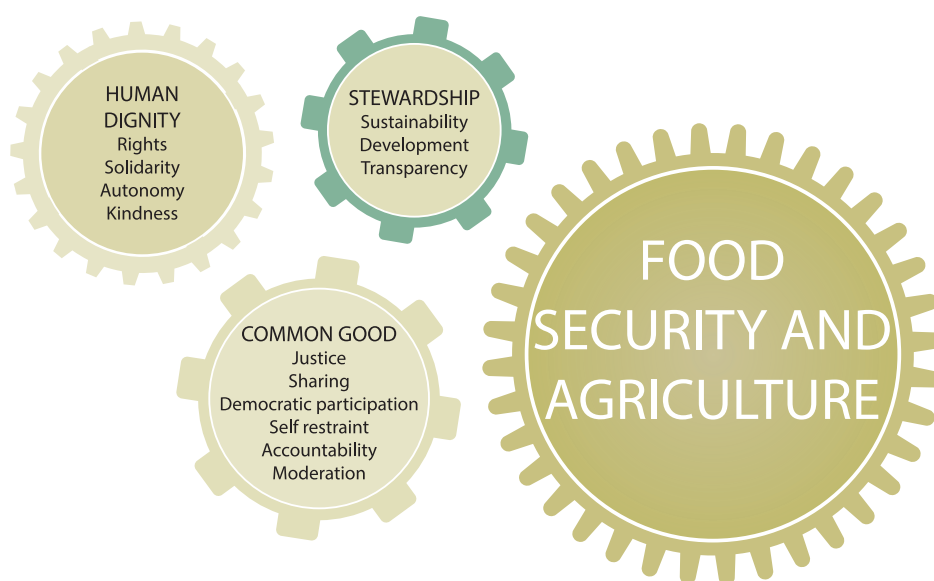 HUMAN
DIGNITY
Rights
Solidarity
Autonomy
Kindness
STEWARDSHIP
Sustainability
Development
Transparency
COMMON GOOD
Justice
Sharing
Democratic participation
Self restraint
Accountability
Moderation
FOOD
SECURITY AND
AGRICULTURE